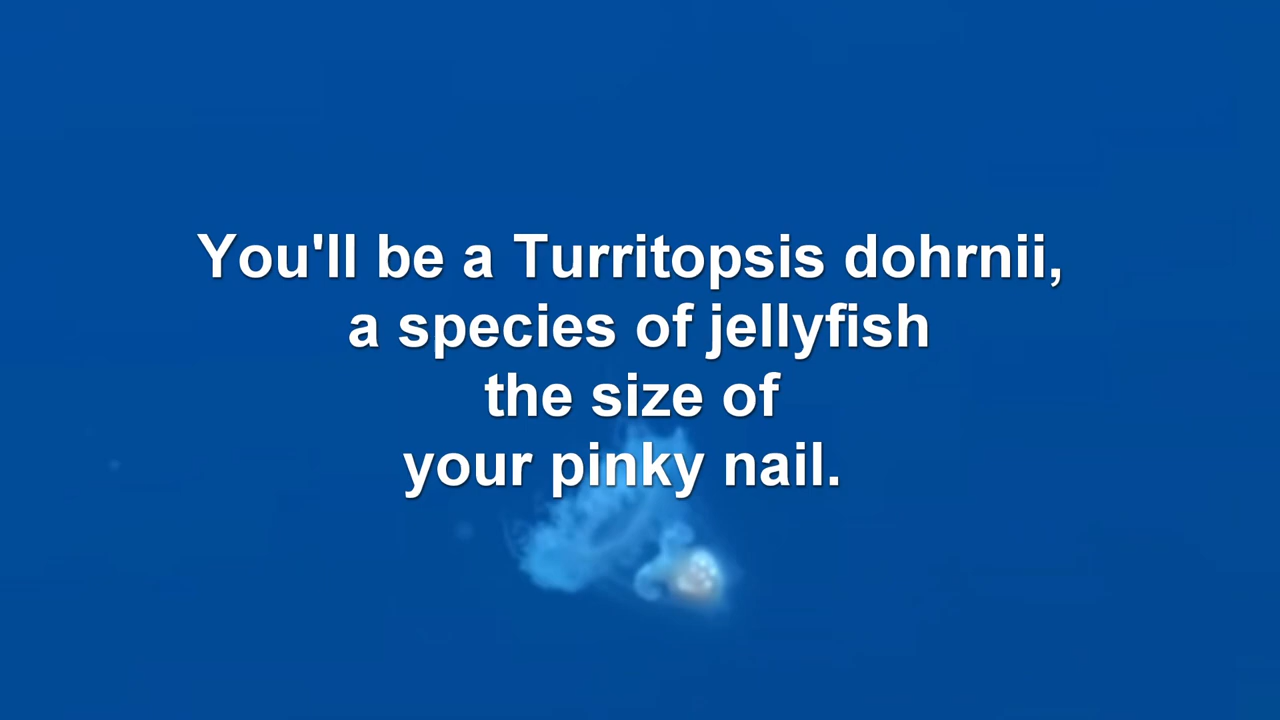 You'll be a Turritopsis dohrnii,
a species of jellyfish
the size of
your pinky nail.